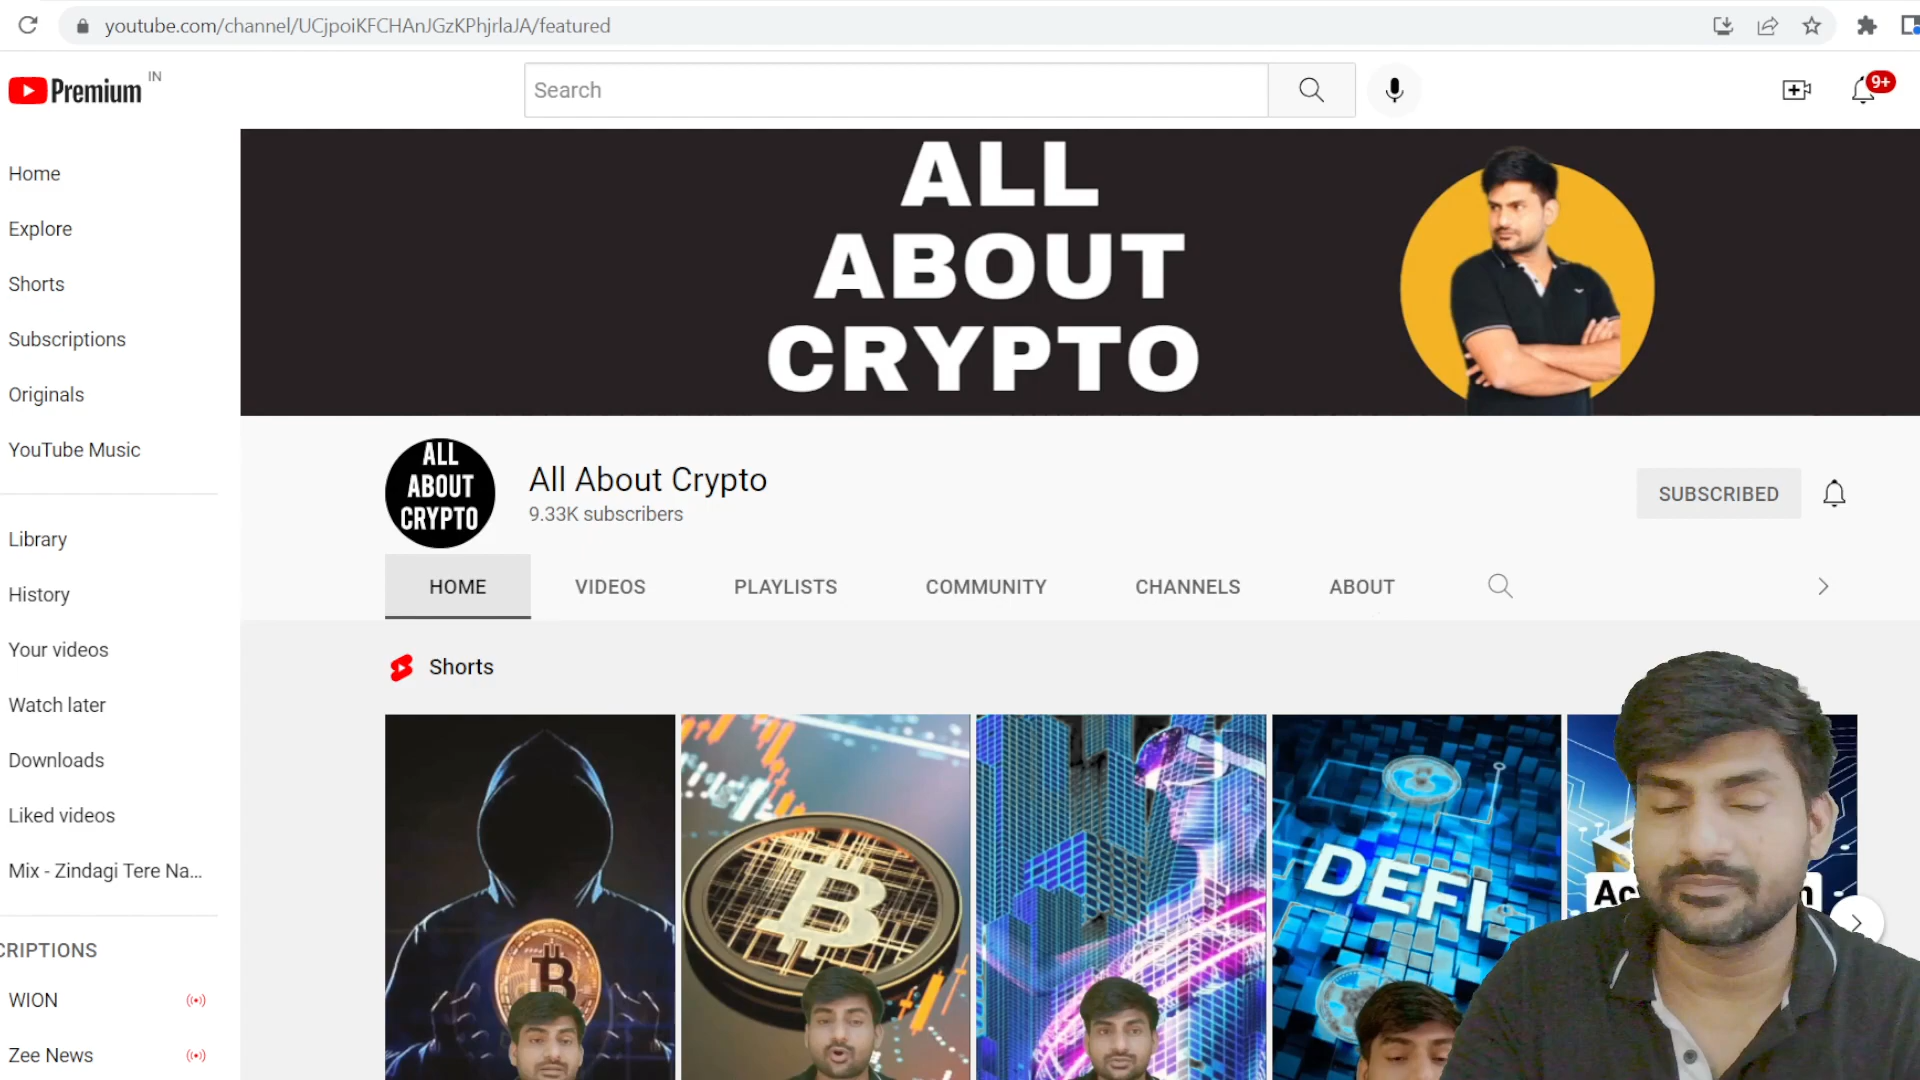 youtube.com/channel/UCjpoiKFCHAnJGzKPhjrlaJA/featured
Premium
IN
Search
9+
Home
Explore
Shorts
Subscriptions
Originals
YouTube Music
Library
History
Your videos
Watch later
Downloads
Liked videos
Mix - Zindagi Tere Na...
CRIPTIONS
WION
Zee News
ALL
ABOUT
CRYPTO
ALL
ABOUT
CRYPTO
All About Crypto
9.33K subscribers
SUBSCRIBED
HOME
VIDEOS
PLAYLISTS
COMMUNITY
CHANNELS
ABOUT
Shorts
DEFI